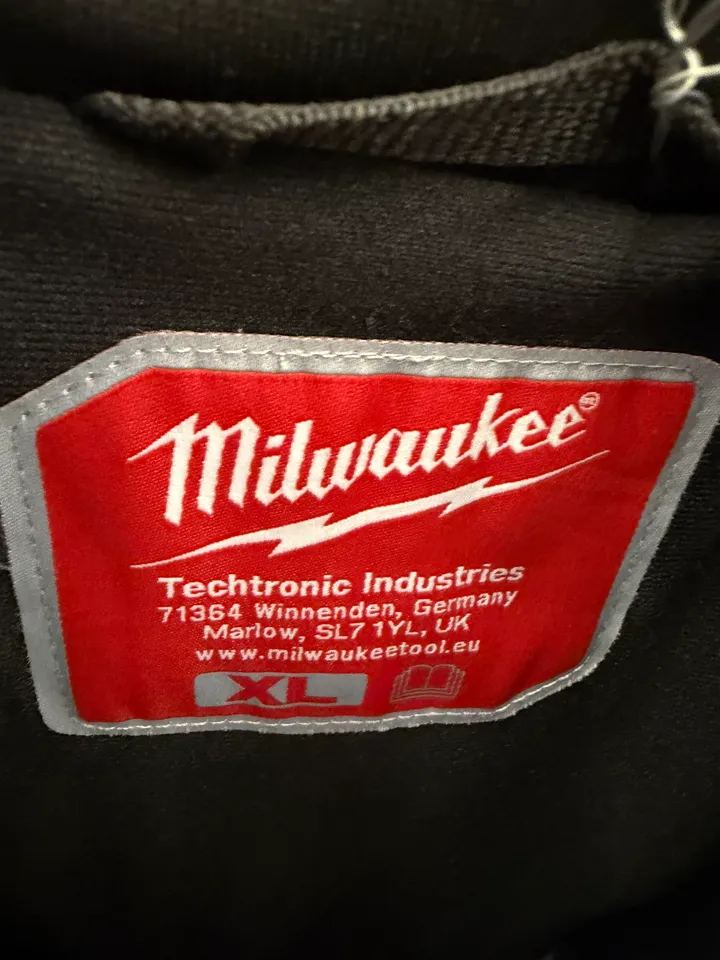 Milwaukee®
Techtronic Industries
71364 Winnenden, Germany
Marlow, SL7 1YL, UK
www.milwaukeetool.eu
XL